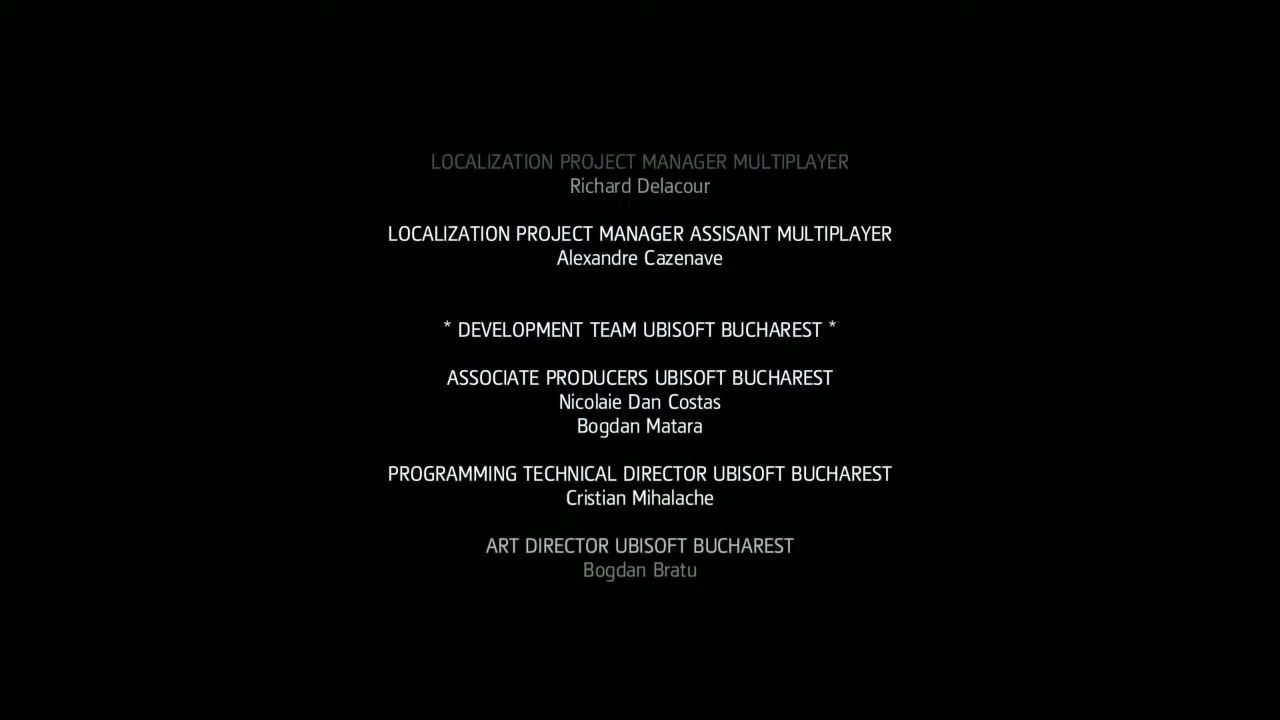 LOCALIZATION PROJECT MANAGER MULTIPLAYER
Richard Delacour
LOCALIZATION PROJECT MANAGER ASSISANT MULTIPLAYER
Alexandre Cazenave
* DEVELOPMENT TEAM UBISOFT BUCHAREST *
ASSOCIATE PRODUCERS UBISOFT BUCHAREST
Nicolaie Dan Costas
Bogdan Matara
PROGRAMMING TECHNICAL DIRECTOR UBISOFT BUCHAREST
Cristian Mihalache
ART DIRECTOR UBISOFT BUCHAREST
Bogdan Bratu